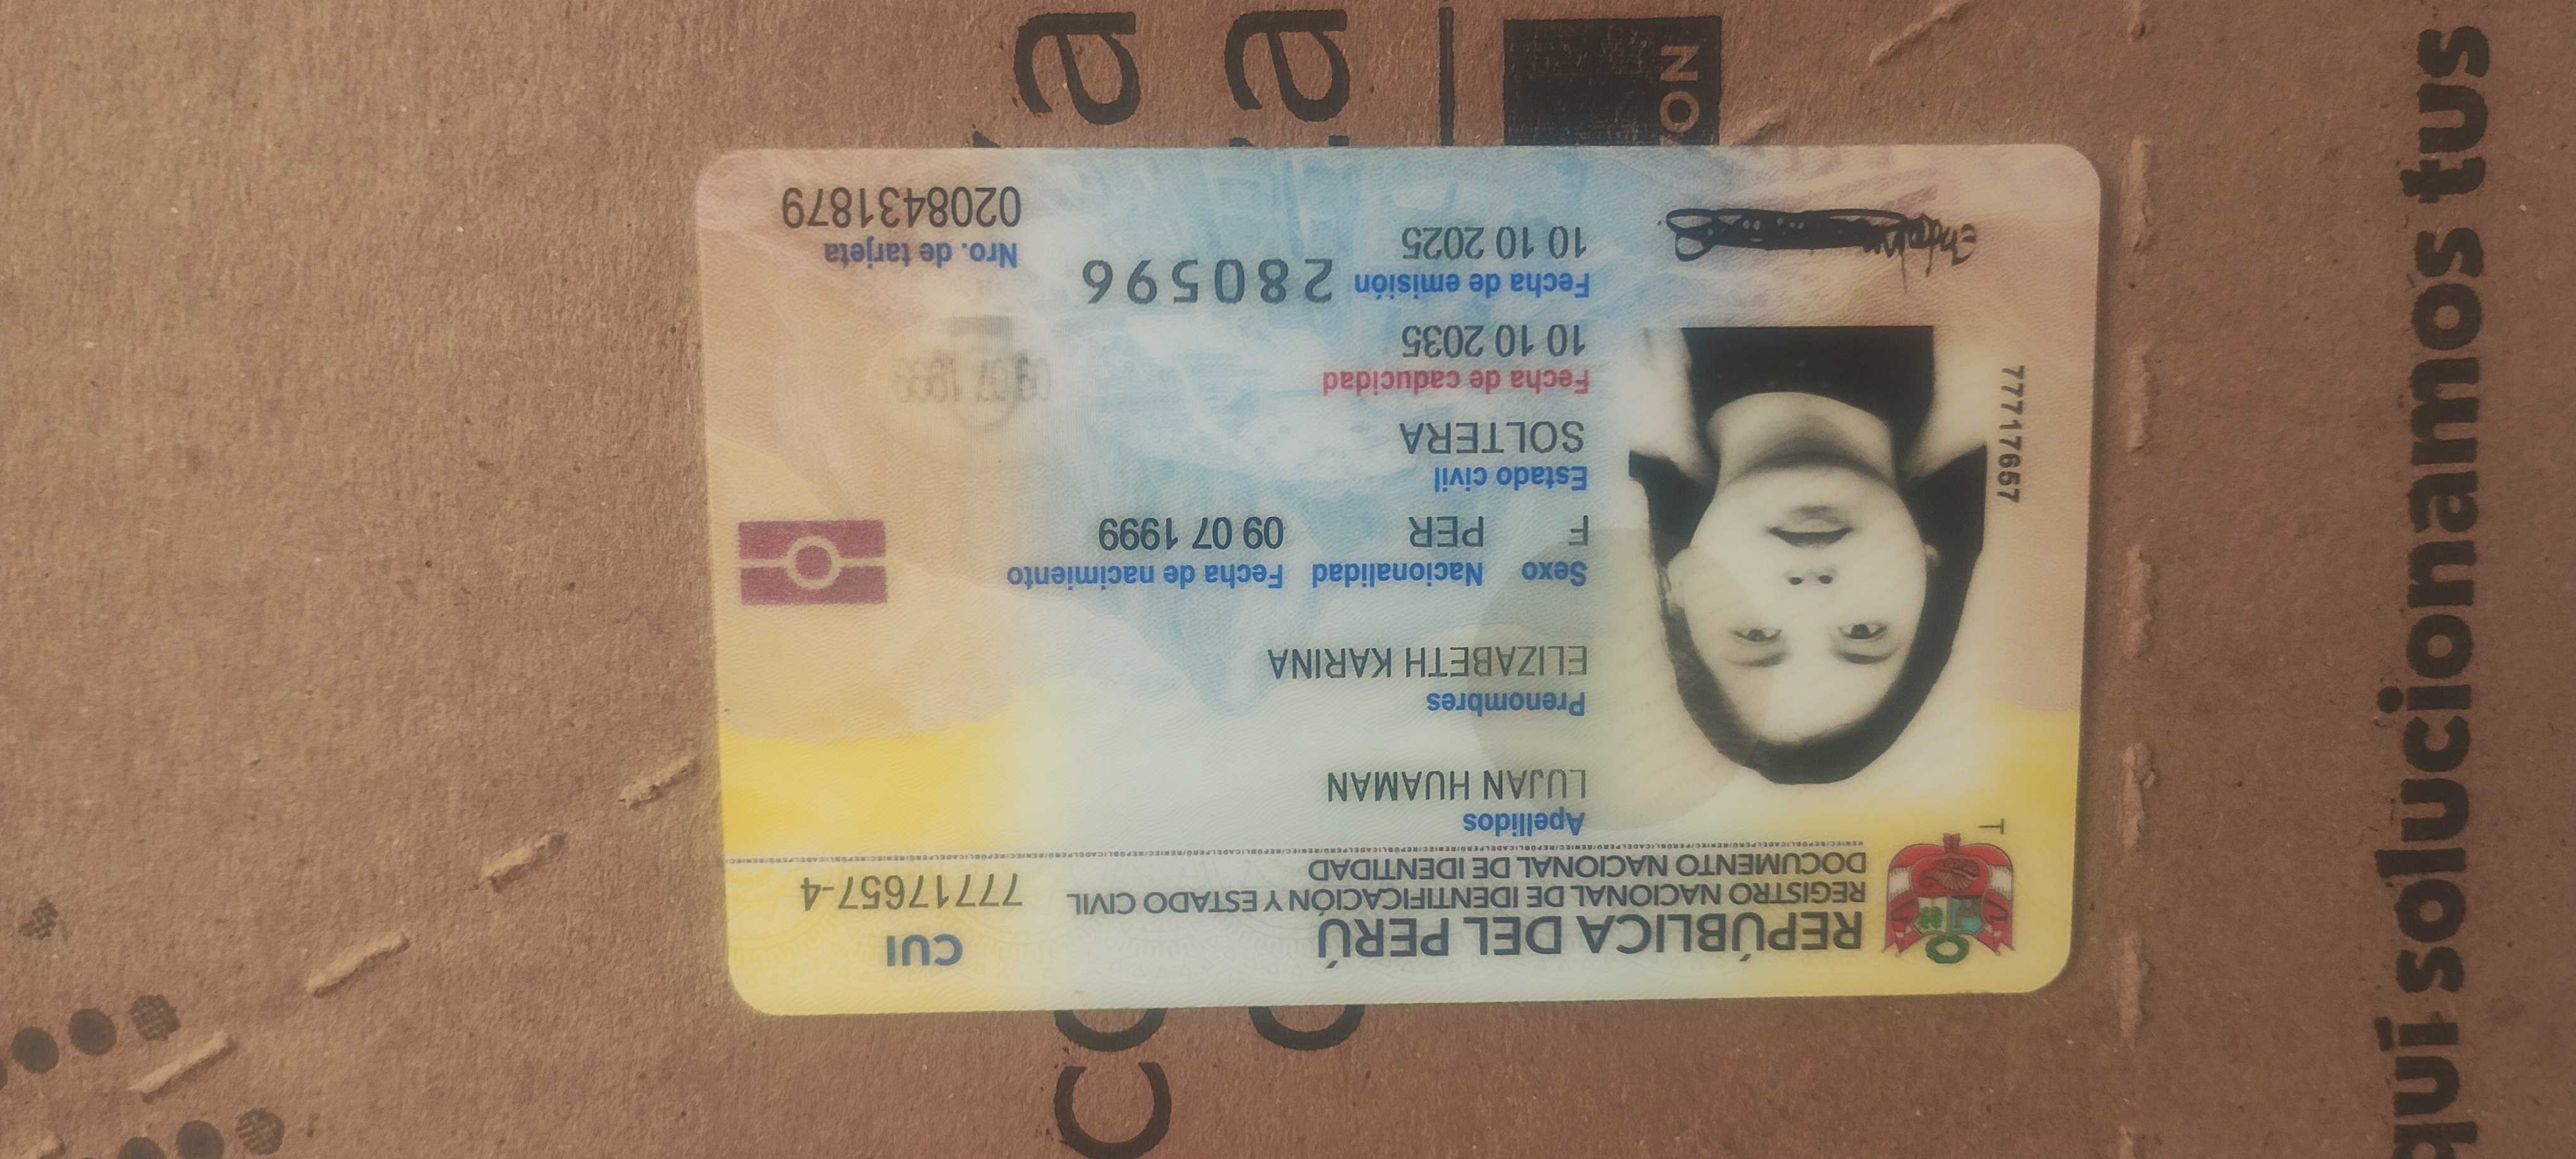 REPÚBLICA DEL PERÚ
REGISTRO NACIONAL DE IDENTIFICACIÓN Y ESTADO CIVIL
DOCUMENTO NACIONAL DE IDENTIDAD
CUI
77717657-4
T
Apellidos
LUJAN HUAMAN
Prenombres
ELIZABETH KARINA
Sexo Nacionalidad Fecha de nacimiento
F PER 09 07 1999
Estado civil
SOLTERA
Fecha de caducidad
10 10 2035
Fecha de emisión
10 10 2025
280596
Nro. de tarjeta
0208431879
77717657
quí solucionamos tus